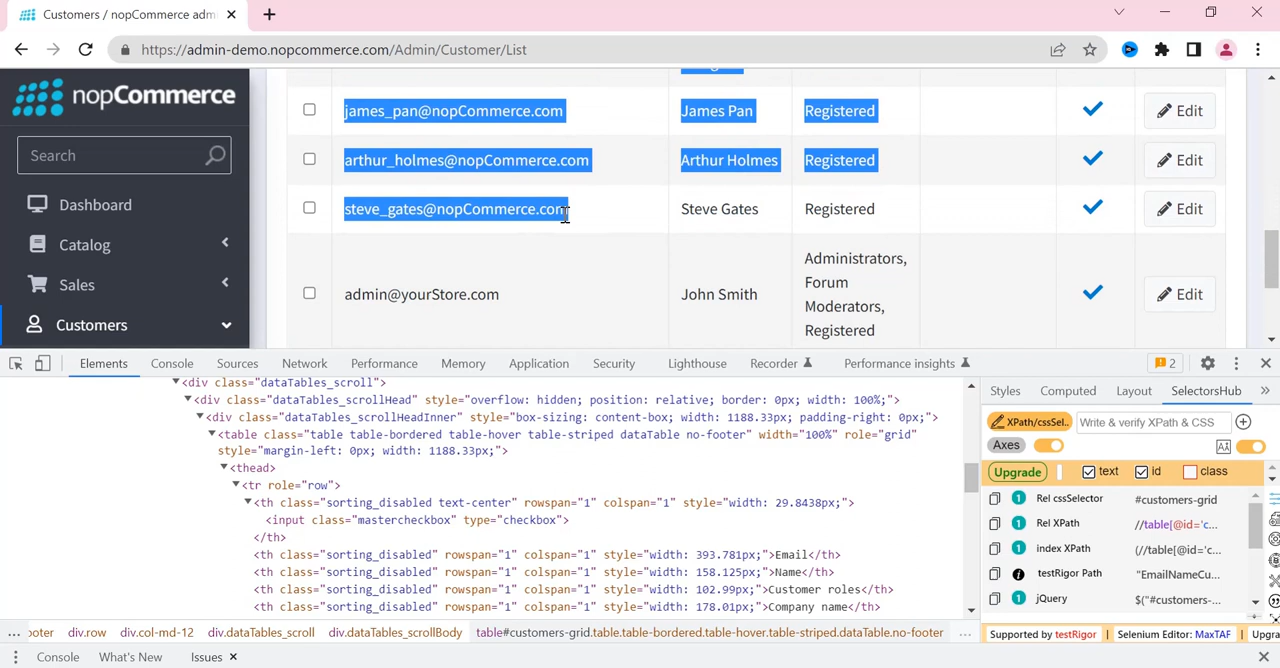 Customers / nopCommerce adm
https://admin-demo.nopcommerce.com/Admin/Customer/List
nopCommerce
Search
Dashboard
Catalog
Sales
Customers
james_pan@nopCommerce.com James Pan Registered Edit
arthur_holmes@nopCommerce.com Arthur Holmes Registered Edit
steve_gates@nopCommerce.com Steve Gates Registered Edit
admin@yourStore.com John Smith Administrators, Edit
Forum
Moderators,
Registered
Elements Console Sources Network Performance Memory Application Security Lighthouse Recorder Performance insights 2
<div class="dataTables_scroll">
<div class="dataTables_scrollHead" style="overflow: hidden; position: relative; border: 0px; width: 100%;">
<div class="dataTables_scrollHeadInner" style="box-sizing: content-box; width: 1188.33px; padding-right: 0px;">
<table class="table table-bordered table-hover table-striped dataTable no-footer" width="100%" role="grid"
style="margin-left: 0px; width: 1188.33px;">
<thead>
<tr role="row">
<th class="sorting_disabled text-center" rowspan="1" colspan="1" style="width: 29.8438px;">
<input class="mastercheckbox" type="checkbox">
</th>
<th class="sorting_disabled" rowspan="1" colspan="1" style="width: 393.781px;">Email</th>
<th class="sorting_disabled" rowspan="1" colspan="1" style="width: 158.125px;">Name</th>
<th class="sorting_disabled" rowspan="1" colspan="1" style="width: 102.99px;">Customer roles</th>
<th class="sorting_disabled" rowspan="1" colspan="1" style="width: 178.01px;">Company name</th>
... ooter div.row div.col-md-12 div.dataTables_scroll div.dataTables_scrollBody table#customers-grid.table.table-bordered.table-hover.table-striped.dataTable.no-footer ...
Console What's New Issues
Styles Computed Layout SelectorsHub
XPath/cssSel.. Write & verify XPath & CSS
Axes
Upgrade text id class
1 Rel cssSelector #customers-grid
1 Rel XPath //table[@id='c...
1 index XPath (//table[@id='c...
testRigor Path "EmailNameCu...
1 jQuery $("#customers-...
Supported by testRigor | Selenium Editor: MaxTAF | Upgra